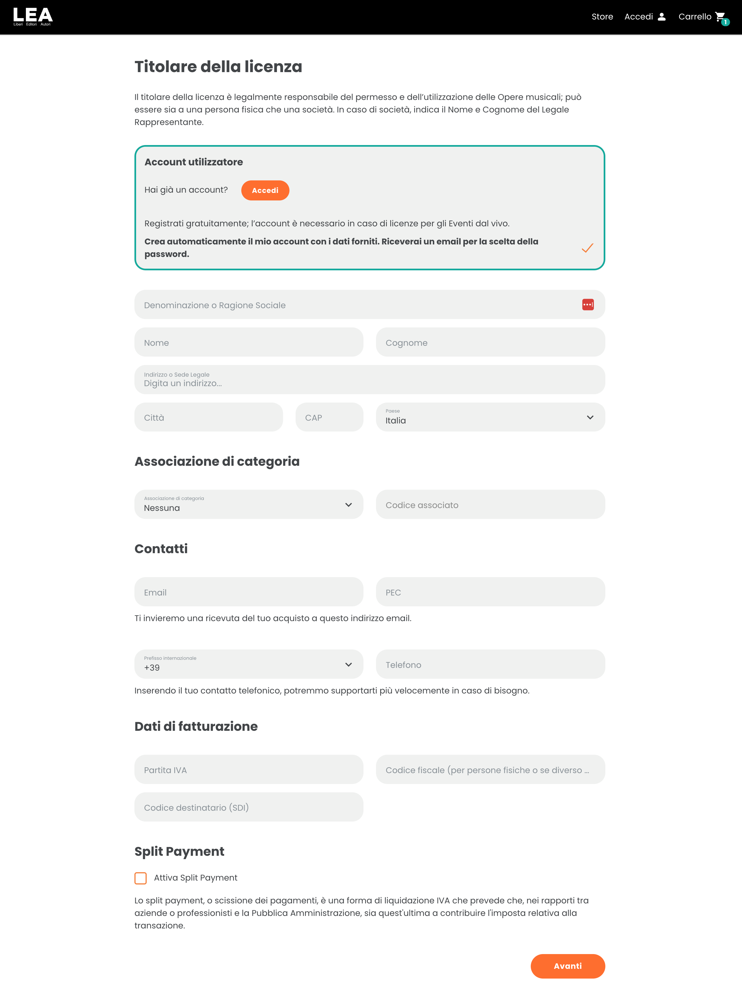 LEA
Liberi Editori Autori
Store Accedi Carrello 1
Titolare della licenza
Il titolare della licenza è legalmente responsabile del permesso e dell’utilizzazione delle Opere musicali; può
essere sia a una persona fisica che una società. In caso di società, indica il Nome e Cognome del Legale
Rappresentante.
Account utilizzatore
Hai già un account? Accedi
Registrati gratuitamente; l’account è necessario in caso di licenze per gli Eventi dal vivo.
Crea automaticamente il mio account con i dati forniti. Riceverai un email per la scelta della
password.
Denominazione o Ragione Sociale
Nome Cognome
Indirizzo o Sede Legale
Digita un indirizzo...
Città CAP Paese
Italia
Associazione di categoria
Associazione di categoria
Nessuna Codice associato
Contatti
Email PEC
Ti invieremo una ricevuta del tuo acquisto a questo indirizzo email.
Prefisso internazionale
+39 Telefono
Inserendo il tuo contatto telefonico, potremmo supportarti più velocemente in caso di bisogno.
Dati di fatturazione
Partita IVA Codice fiscale (per persone fisiche o se diverso ...
Codice destinatario (SDI)
Split Payment
Attiva Split Payment
Lo split payment, o scissione dei pagamenti, è una forma di liquidazione IVA che prevede che, nei rapporti tra
aziende o professionisti e la Pubblica Amministrazione, sia quest'ultima a contribuire l'imposta relativa alla
transazione.
Avanti